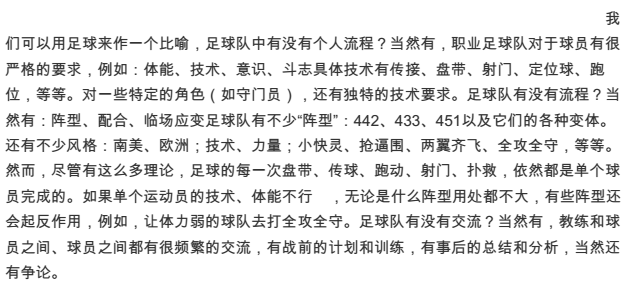 我
们可以用足球来作一个比喻，足球队中有没有个人流程？当然有，职业足球队对于球员有很
严格的要求，例如：体能、技术、意识、斗志具体技术有传接、盘带、射门、定位球、跑
位，等等。对一些特定的角色（如守门员），还有独特的技术要求。足球队有没有流程？当
然有：阵型、配合、临场应变足球队有不少“阵型”：442、433、451以及它们的各种变体。
还有不少风格：南美、欧洲；技术、力量；小快灵、抢逼围、两翼齐飞、全攻全守，等等。
然而，尽管有这么多理论，足球的每一次盘带、传球、跑动、射门、扑救，依然都是单个球
员完成的。如果单个运动员的技术、体能不行 ，无论是什么阵型用处都不大，有些阵型还
会起反作用，例如，让体力弱的球队去打全攻全守。足球队有没有交流？当然有，教练和球
员之间、球员之间都有很频繁的交流，有战前的计划和训练，有事后的总结和分析，当然还
有争论。